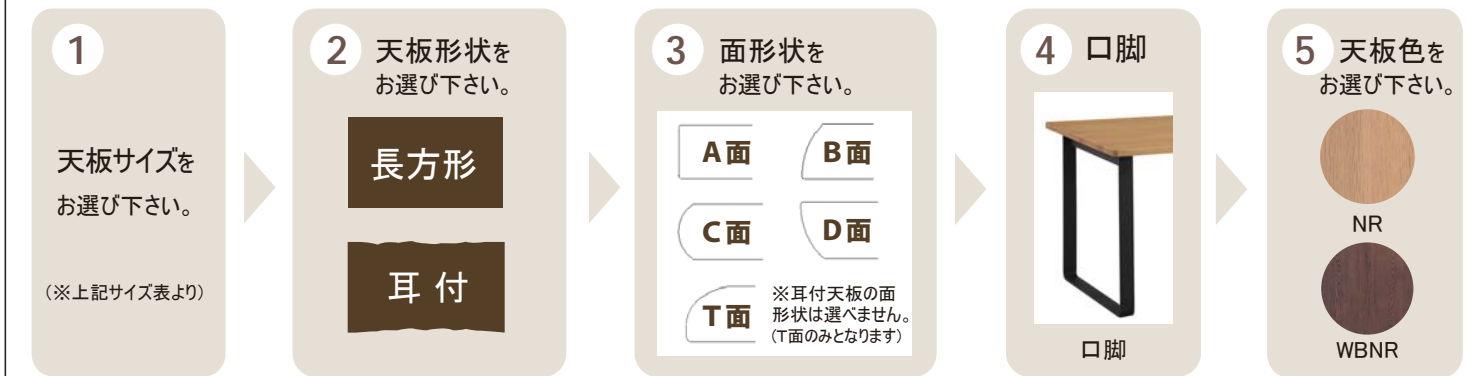 1
天板サイズを
お選び下さい。
(※上記サイズ表より)
2 天板形状を
お選び下さい。
長方形
耳 付
3 面形状を
お選び下さい。
A面 B面
C面 D面
T面
※耳付天板の面
形状は選べません。
(T面のみとなります)
4 ロ脚
ロ脚
5 天板色を
お選び下さい。
NR
WBNR